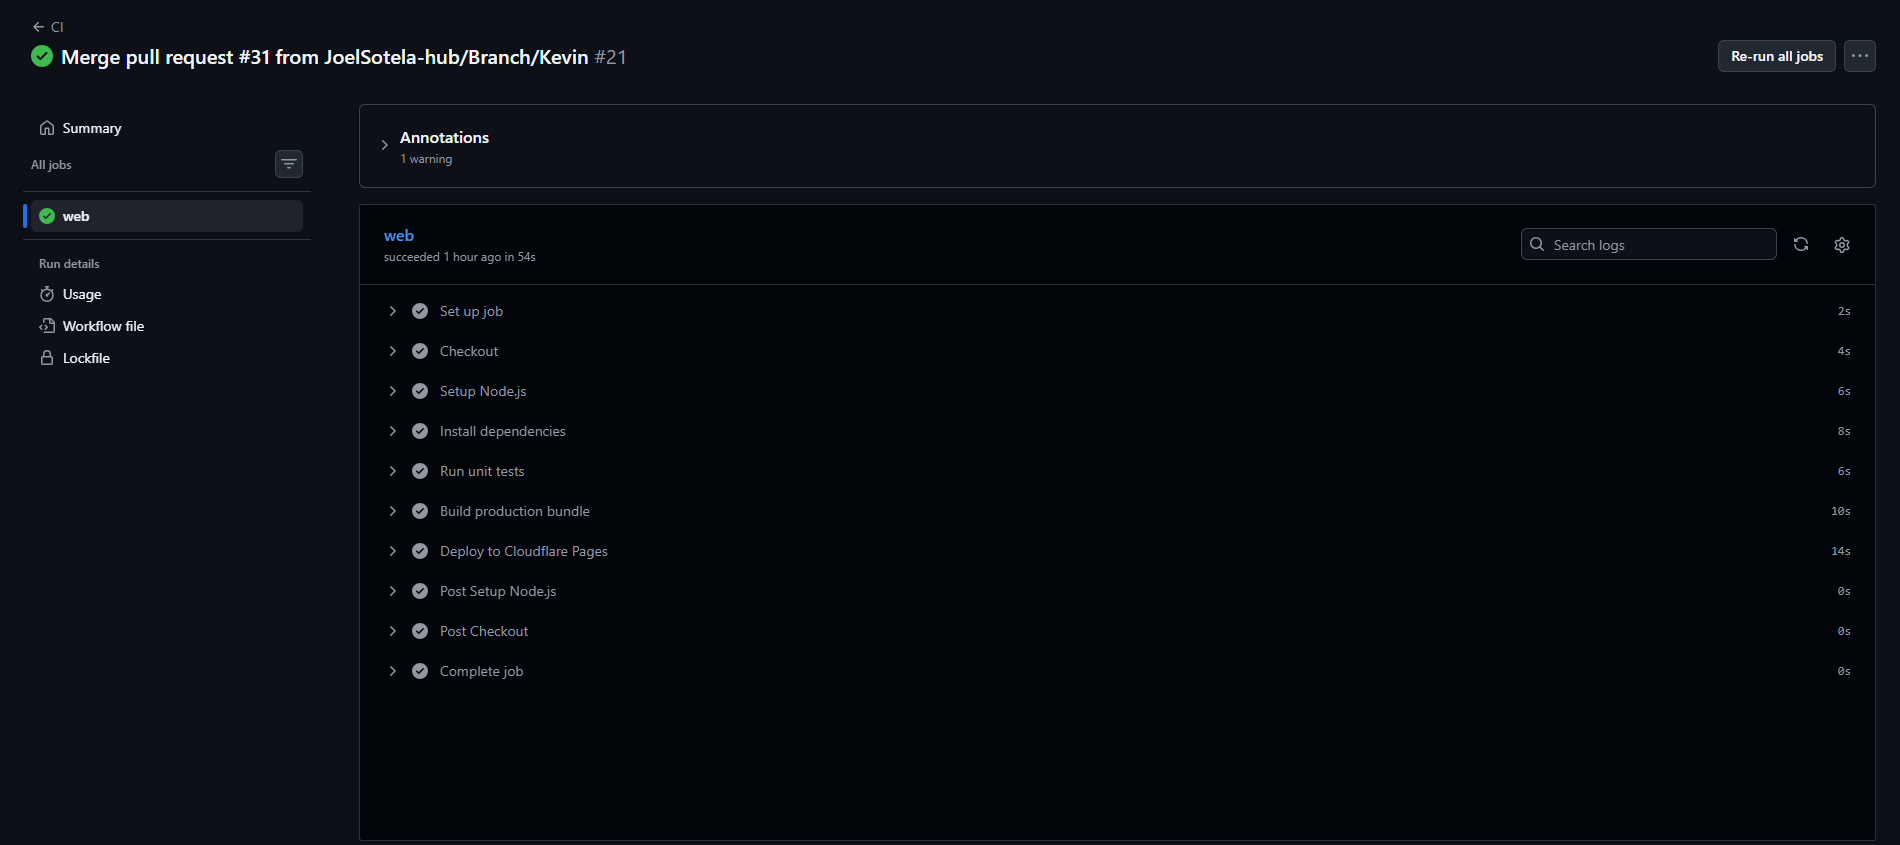 CI
Merge pull request #31 from JoelSotela-hub/Branch/Kevin #21
Re-run all jobs
Summary
All jobs
web
Run details
Usage
Workflow file
Lockfile
Annotations
1 warning
web
succeeded 1 hour ago in 54s
Search logs
Set up job 2s
Checkout 4s
Setup Node.js 6s
Install dependencies 8s
Run unit tests 6s
Build production bundle 10s
Deploy to Cloudflare Pages 14s
Post Setup Node.js 0s
Post Checkout 0s
Complete job 0s